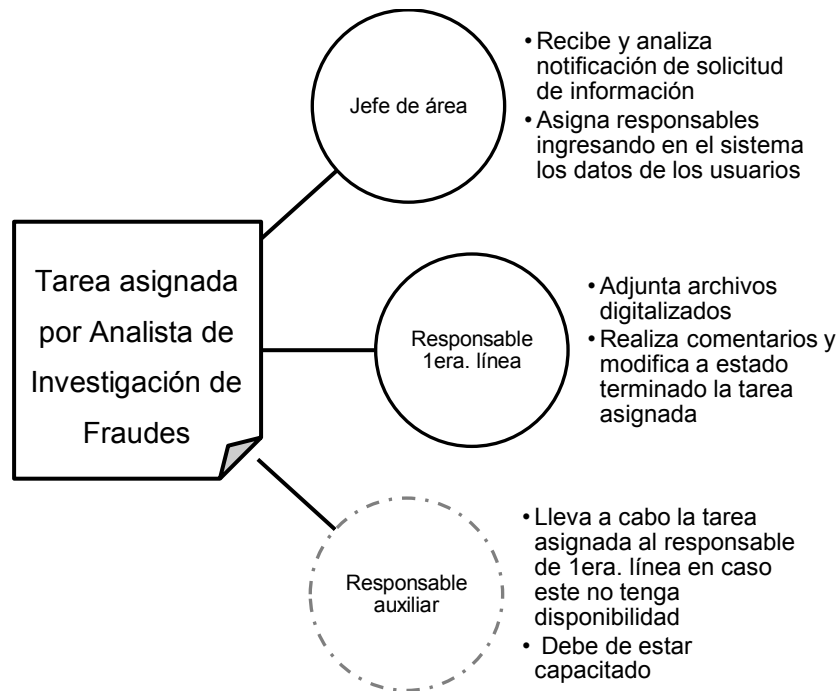 Tarea asignada
por Analista de
Investigación de
Fraudes
Jefe de área
• Recibe y analiza
notificación de solicitud
de información
• Asigna responsables
ingresando en el sistema
los datos de los usuarios
Responsable
1era. línea
• Adjunta archivos
digitalizados
• Realiza comentarios y
modifica a estado
terminado la tarea
asignada
Responsable
auxiliar
• Lleva a cabo la tarea
asignada al responsable
de 1era. línea en caso
este no tenga
disponibilidad
• Debe de estar
capacitado